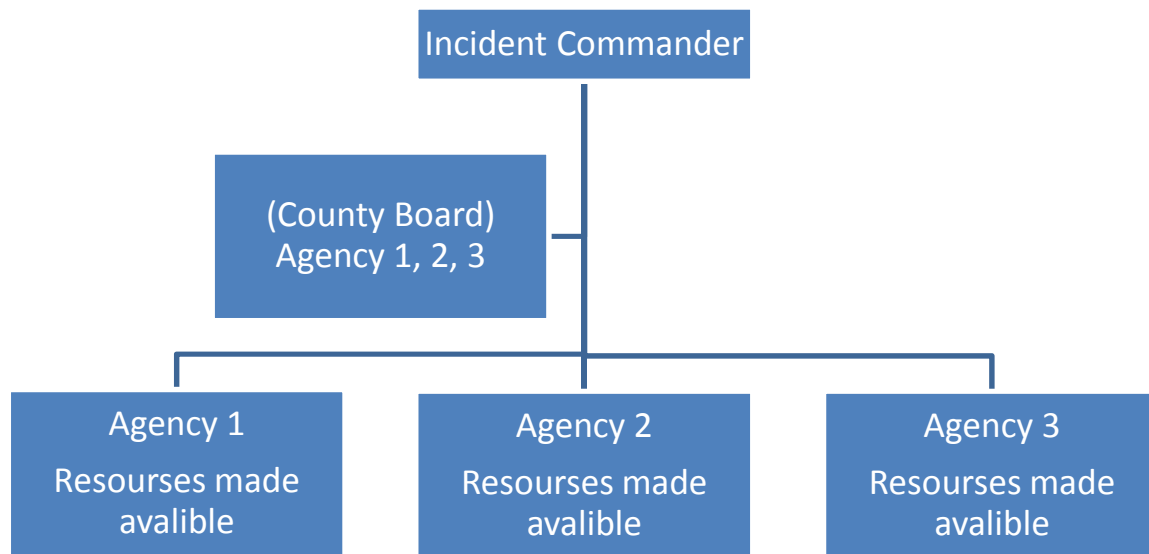 Incident Commander
(County Board)
Agency 1, 2, 3
Agency 1
Resourses made
avalible
Agency 2
Resourses made
avalible
Agency 3
Resourses made
avalible